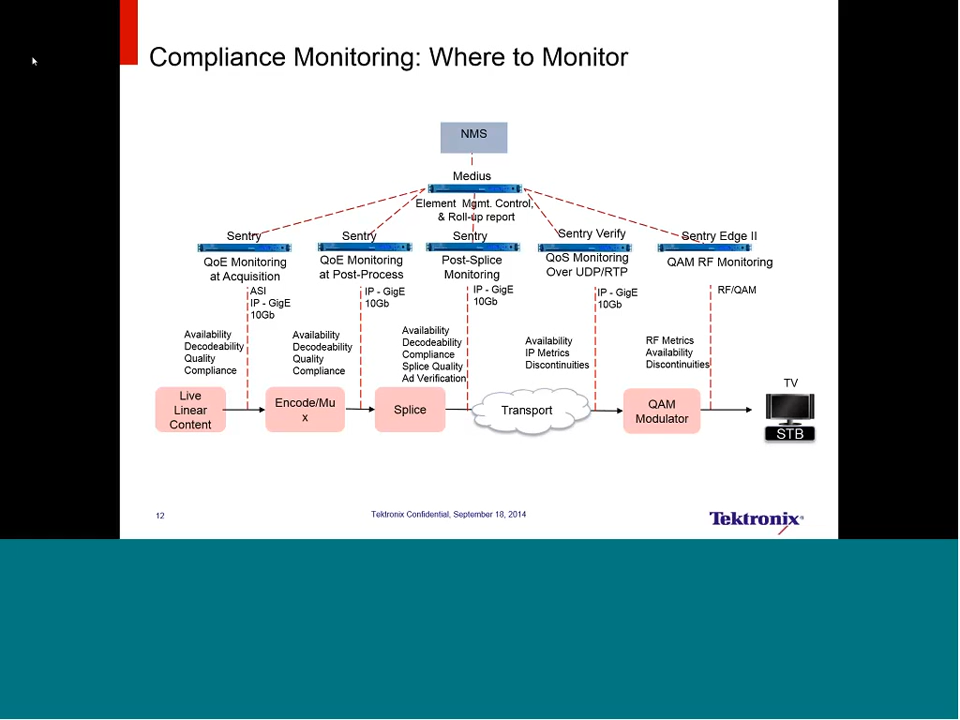 Compliance Monitoring: Where to Monitor
NMS
Medius
Element Mgmt. Control,
& Roll-up report
Sentry
QoE Monitoring
at Acquisition
Sentry
QoE Monitoring
at Post-Process
Sentry
Post-Splice
Monitoring
Sentry Verify
QoS Monitoring
Over UDP/RTP
Sentry Edge II
QAM RF Monitoring
ASI
IP - GigE
10Gb
IP - GigE
10Gb
IP - GigE
10Gb
IP - GigE
10Gb
RF/QAM
Availability
Decodeability
Quality
Compliance
Availability
Decodeability
Quality
Compliance
Availability
Decodeability
Compliance
Splice Quality
Ad Verification
Availability
IP Metrics
Discontinuities
RF Metrics
Availability
Discontinuities
Live
Linear
Content
Encode/Mu
x
Splice
Transport
QAM
Modulator
TV
STB
12
Tektronix Confidential, September 18, 2014
Tektronix®